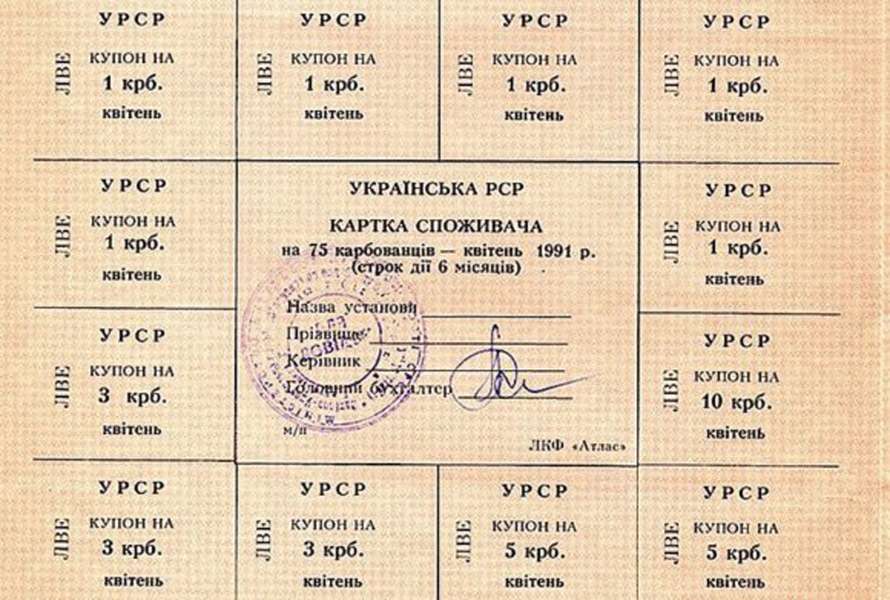 УРСР
ЛВЕ
КУПОН НА
1 крб.
квітень
УРСР
ЛВЕ
КУПОН НА
1 крб.
квітень
УРСР
ЛВЕ
КУПОН НА
1 крб.
квітень
УРСР
ЛВЕ
КУПОН НА
1 крб.
квітень
УРСР
ЛВЕ
КУПОН НА
1 крб.
квітень
УКРАЇНСЬКА РСР
КАРТКА СПОЖИВАЧА
на 75 карбованців — квітень 1991 р.
(строк дії 6 місяців)
Назва установи
Прізвище
Керівник
Головний бухгалтер
м/п
ЛКФ «Атлас»
УРСР
ЛВЕ
КУПОН НА
1 крб.
квітень
УРСР
ЛВЕ
КУПОН НА
3 крб.
квітень
УРСР
ЛВЕ
КУПОН НА
10 крб.
квітень
УРСР
ЛВЕ
КУПОН НА
3 крб.
квітень
УРСР
ЛВЕ
КУПОН НА
3 крб.
квітень
УРСР
ЛВЕ
КУПОН НА
5 крб.
квітень
УРСР
ЛВЕ
КУПОН НА
5 крб.
квітень